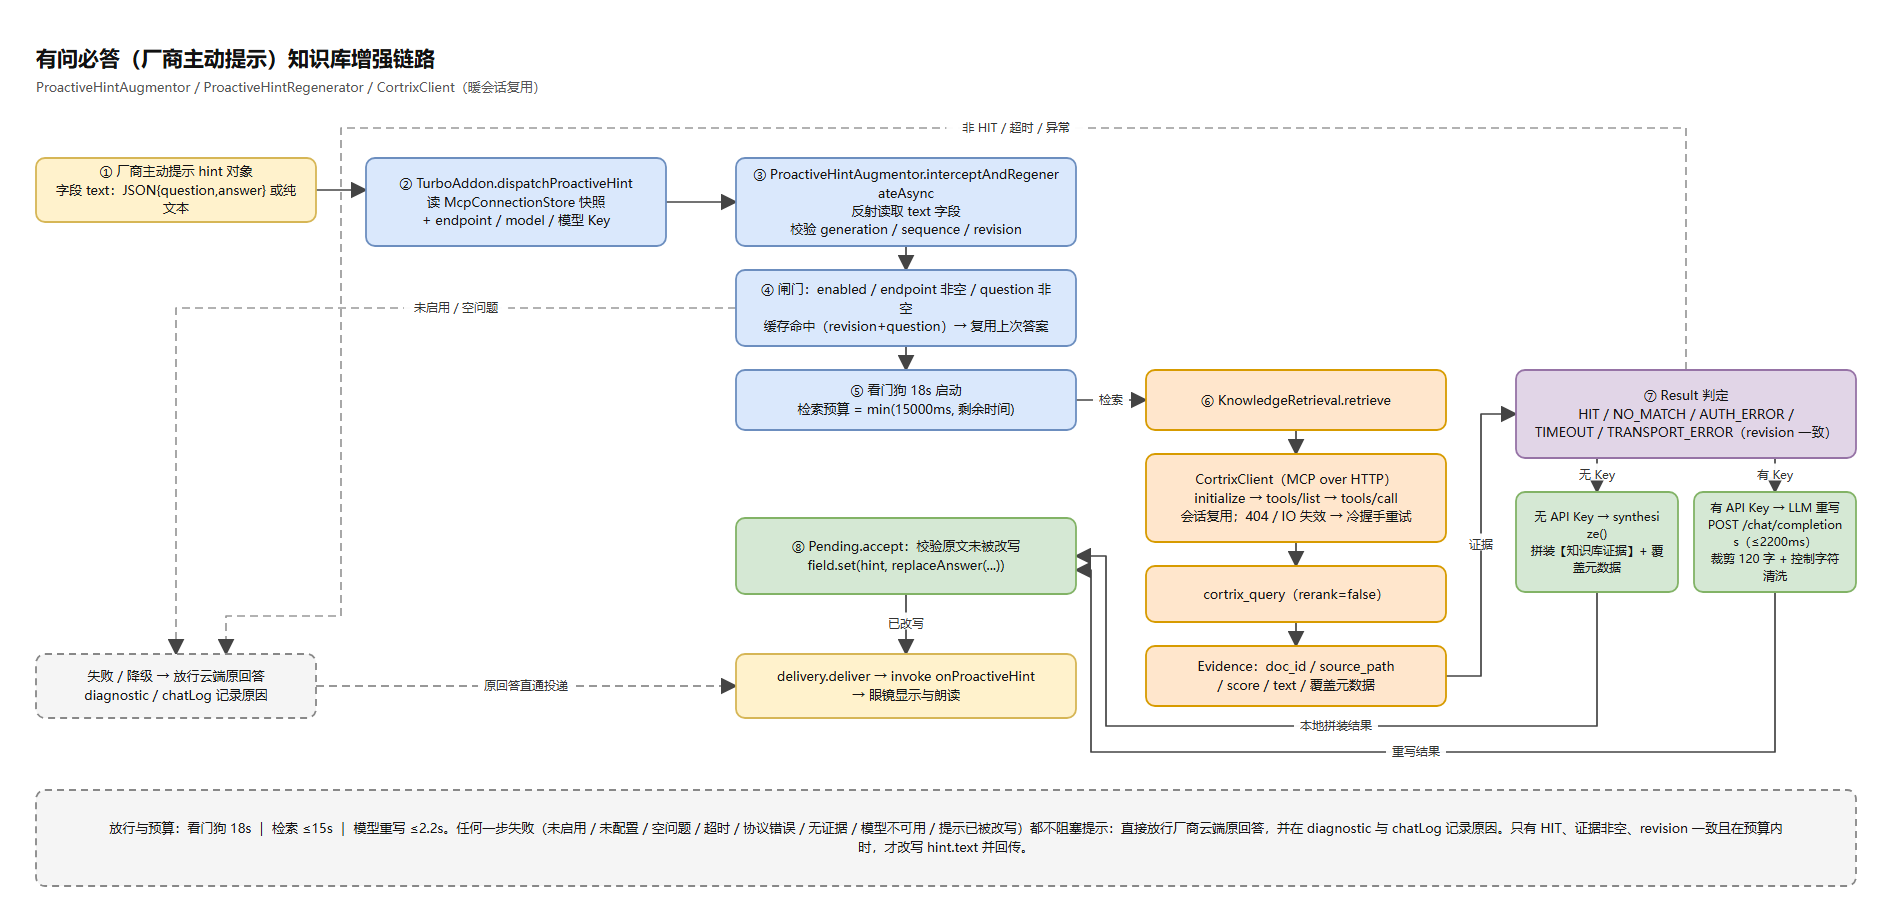 有问必答（厂商主动提示）知识库增强链路
ProactiveHintAugmentor / ProactiveHintRegenerator / CortrixClient（暖会话复用）
非 HIT / 超时 / 异常
① 厂商主动提示 hint 对象
字段 text：JSON{question,answer} 或纯
文本
② TurboAddon.dispatchProactiveHint
读 McpConnectionStore 快照
+ endpoint / model / 模型 Key
③ ProactiveHintAugmentor.interceptAndRegener
ateAsync
反射读取 text 字段
校验 generation / sequence / revision
④ 闸门：enabled / endpoint 非空 / question 非
空
缓存命中（revision+question）→ 复用上次答案
未启用 / 空问题
⑤ 看门狗 18s 启动
检索预算 = min(15000ms, 剩余时间)
检索
⑥ KnowledgeRetrieval.retrieve
CortrixClient（MCP over HTTP）
initialize → tools/list → tools/call
会话复用；404 / IO 失效 → 冷握手重试
cortrix_query（rerank=false）
Evidence：doc_id / source_path
/ score / text / 覆盖元数据
证据
⑦ Result 判定
HIT / NO_MATCH / AUTH_ERROR /
TIMEOUT / TRANSPORT_ERROR（revision 一致）
无 Key
有 Key
无 API Key → synthesi
ze()
拼装【知识库证据】+ 覆
盖元数据
有 API Key → LLM 重写
POST /chat/completion
s（≤2200ms）
裁剪 120 字 + 控制字符
清洗
⑧ Pending.accept：校验原文未被改写
field.set(hint, replaceAnswer(...))
已改写
失败 / 降级 → 放行云端原回答
diagnostic / chatLog 记录原因
原回答直通投递
delivery.deliver → invoke onProactiveHint
→ 眼镜显示与朗读
本地拼装结果
重写结果
放行与预算：看门狗 18s ｜ 检索 ≤15s ｜ 模型重写 ≤2.2s。任何一步失败（未启用 / 未配置 / 空问题 / 超时 / 协议错误 / 无证据 / 模型不可用 / 提示已被改写）都不阻塞提示：直接放行厂商云端原回答，并在 diagnostic 与 chatLog 记录原因。只有 HIT、证据非空、revision 一致且在预算内
时，才改写 hint.text 并回传。